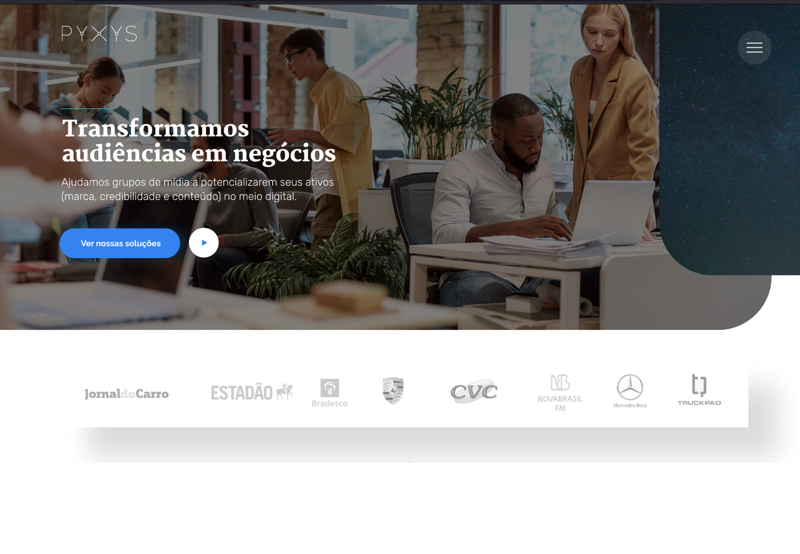 PYXYS
Transformamos
audiências em negócios
Ajudamos grupos de mídia a potencializarem seus ativos
(marca, credibilidade e conteúdo) no meio digital.
Ver nossas soluções
JornaldoCarro
ESTADÃO
Bradesco
CVC
NB
NOVABRASIL
FM
Mercedes-Benz
TRUCKPAD